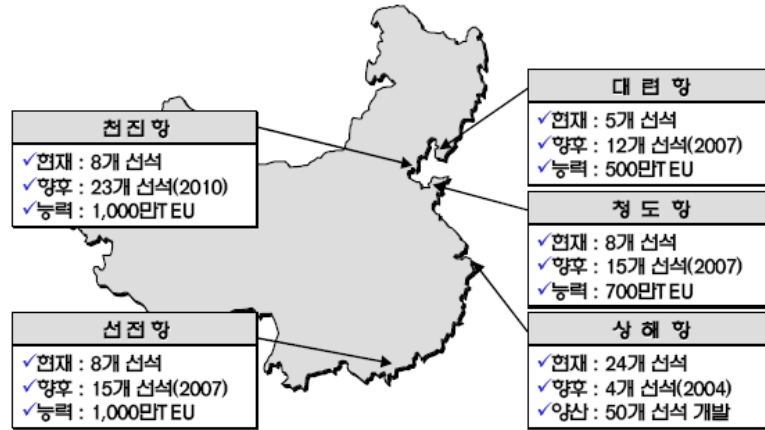 천진항
✓현재 : 8개 선석
✓향후 : 23개 선석(2010)
✓능력 : 1,000만TEU
대련항
✓현재 : 5개 선석
✓향후 : 12개 선석(2007)
✓능력 : 500만TEU
청도항
✓현재 : 8개 선석
✓향후 : 15개 선석(2007)
✓능력 : 700만TEU
선전항
✓현재 : 8개 선석
✓향후 : 15개 선석(2007)
✓능력 : 1,000만TEU
상해항
✓현재 : 24개 선석
✓향후 : 4개 선석(2004)
✓양산 : 50개 선석 개발